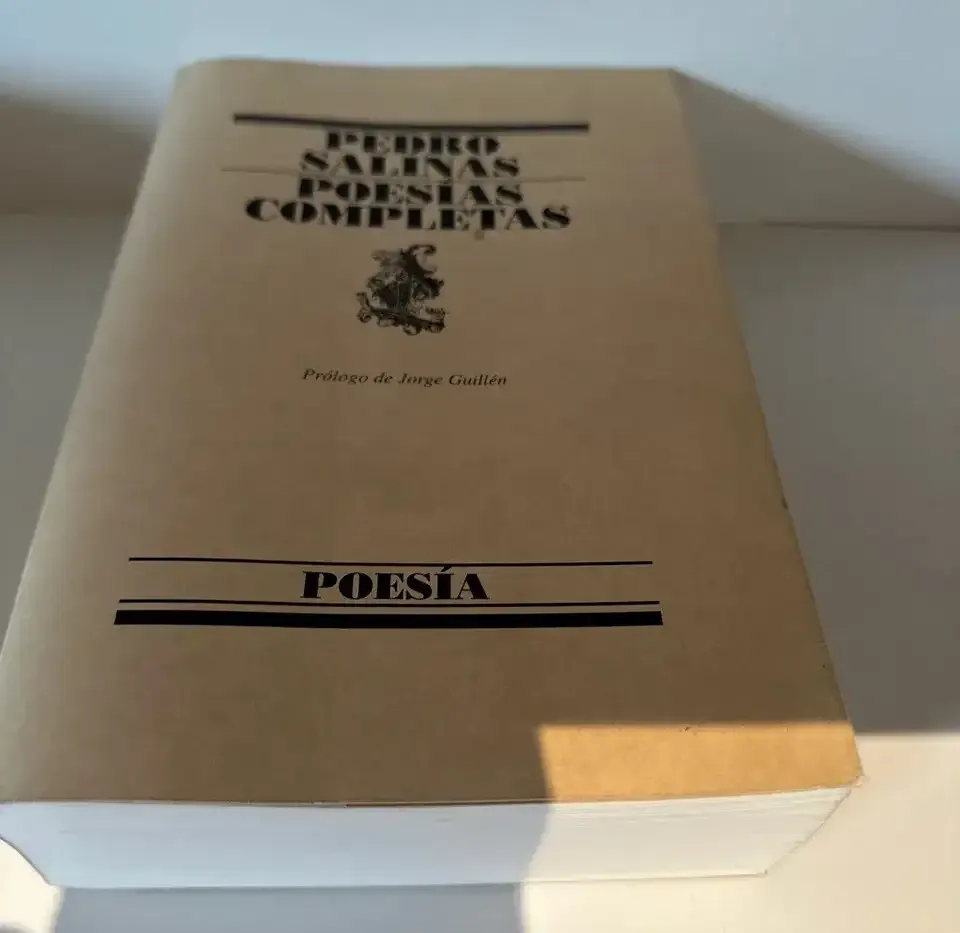 PEDRO
SALINAS
POESÍAS
COMPLETAS
Prólogo de Jorge Guillén
POESÍA